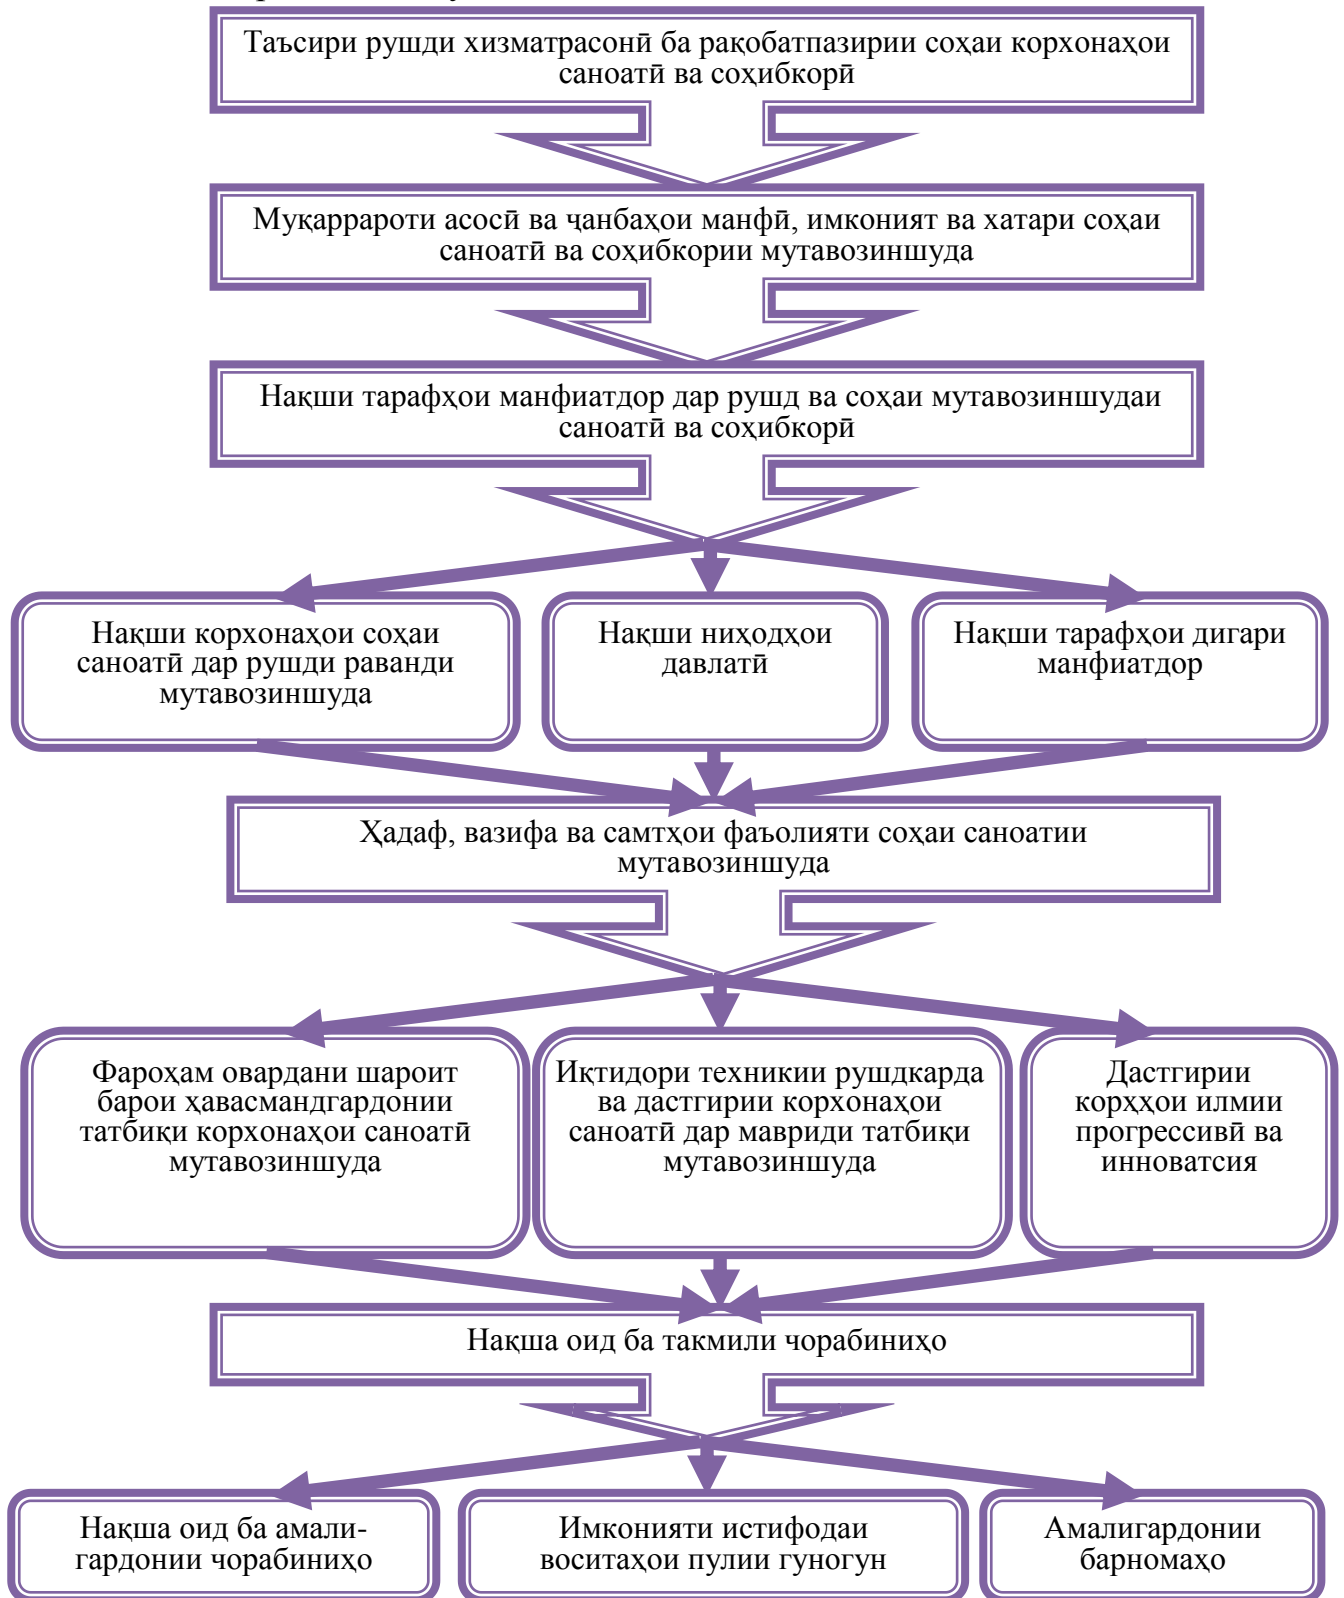 Таъсири рушди хизматрасонӣ ба рақобатпазирии соҳаи корхонаҳои
саноатӣ ва соҳибкорӣ
Муқаррароти асосӣ ва ҷанбаҳои манфӣ, имконият ва хатари соҳаи
саноатӣ ва соҳибкории мутавозиншуда
Нақши тарафҳои манфиатдор дар рушд ва соҳаи мутавозиншудаи
саноатӣ ва соҳибкорӣ
Нақши корхонаҳои соҳаи
саноатӣ дар рушди раванди
мутавозиншуда
Нақши ниҳодҳои
давлатӣ
Нақши тарафҳои дигари
манфиатдор
Ҳадаф, вазифа ва самтҳои фаъолияти соҳаи саноатии
мутавозиншуда
Фароҳам овардани шароит
барои ҳавасмандгардонии
татбиқи корхонаҳои саноатӣ
мутавозиншуда
Иқтидори техникии рушдкарда
ва дастгирии корхонаҳои
саноатӣ дар мавриди татбиқи
мутавозиншуда
Дастгирии
корҳҳои илмии
прогрессивӣ ва
инноватсия
Нақша оид ба такмили чорабиниҳо
Нақша оид ба амали-
гардонии чорабиниҳо
Имконияти истифодаи
воситаҳои пулии гуногун
Амалигардонии
барномаҳо